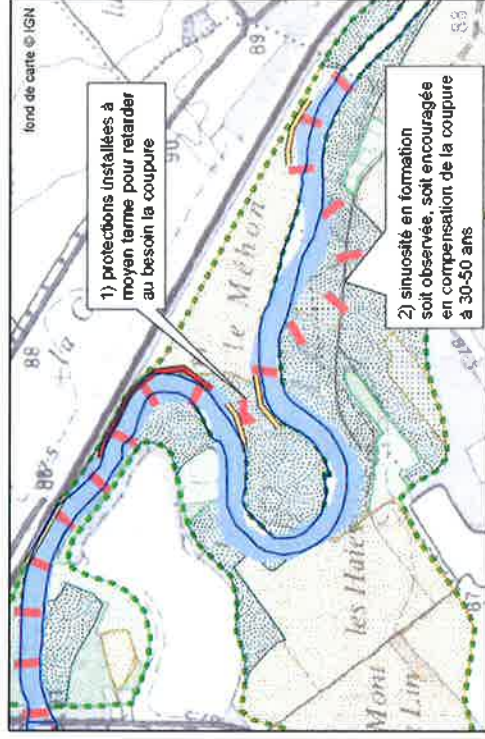 fond de carte © IGN
89
90
88
88
1) protections installées à
moyen terme pour retarder
au besoin la coupure
le Méhon
2) sinuosité en formation
soit observée, soit encouragée
en compensation de la coupure
à 30-50 ans
les Haie
Mont
Lin
87